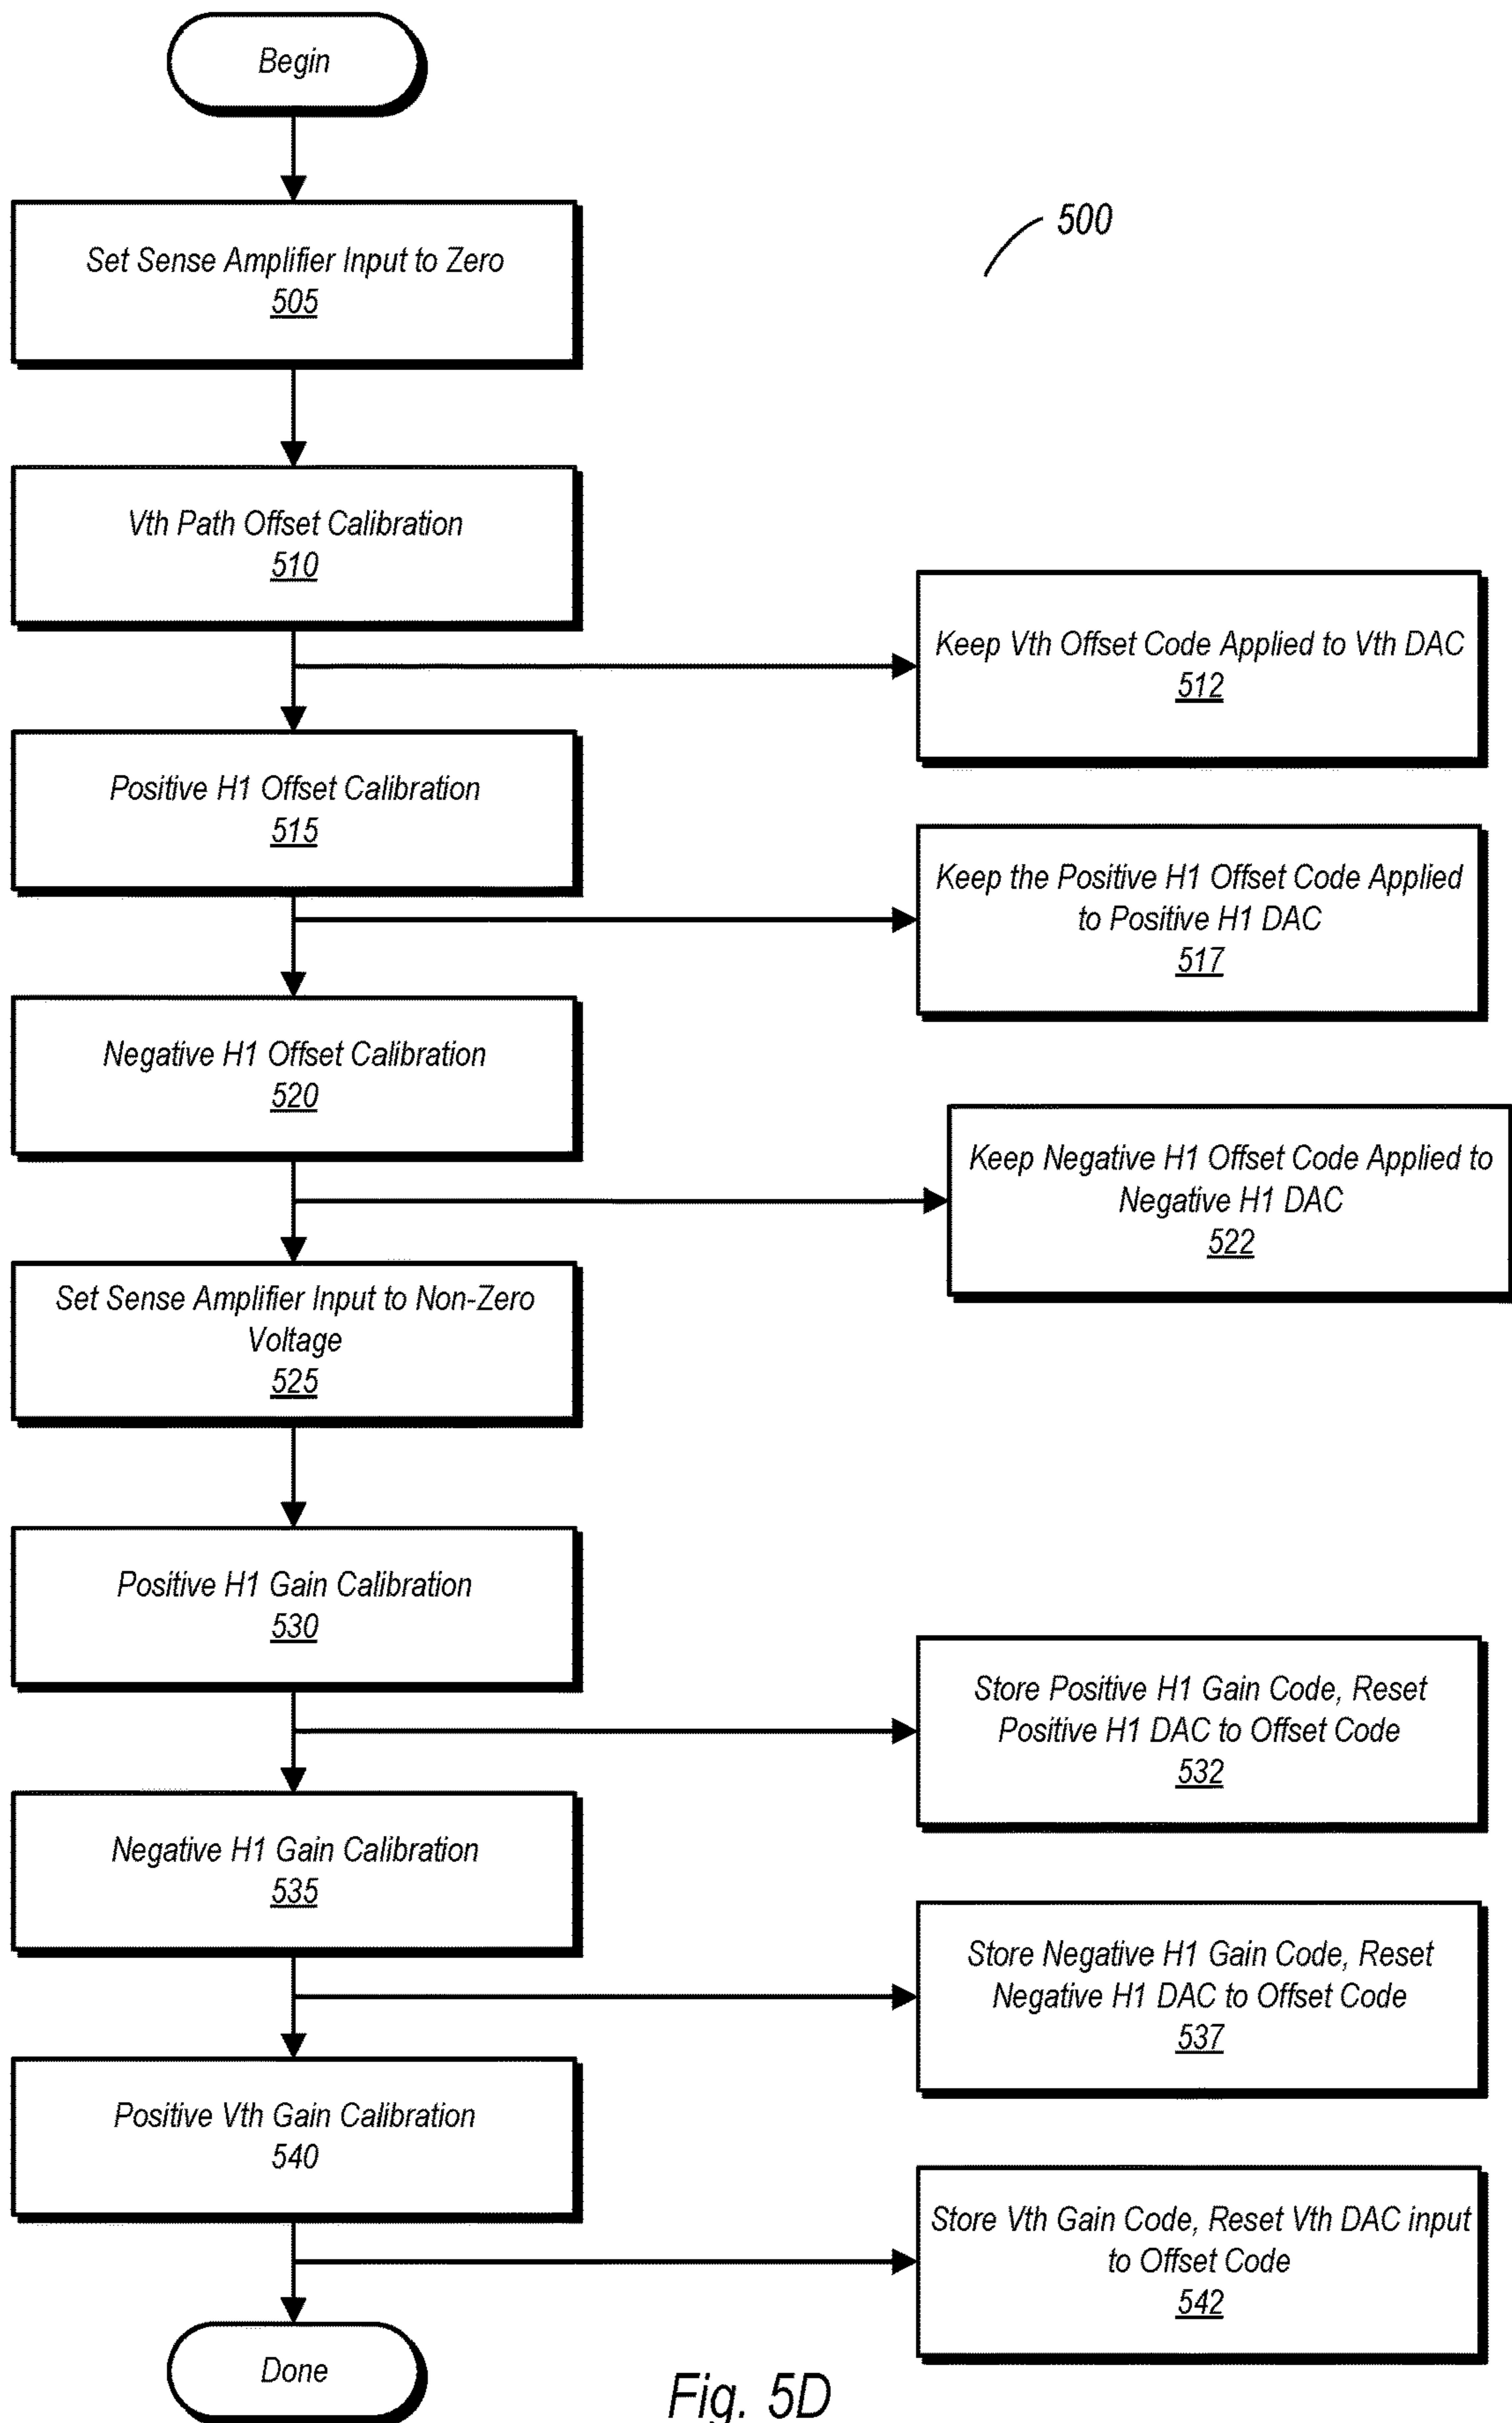 Begin
Set Sense Amplifier Input to Zero
505
500
Vth Path Offset Calibration
510
Keep Vth Offset Code Applied to Vth DAC
512
Positive H1 Offset Calibration
515
Keep the Positive H1 Offset Code Applied
to Positive H1 DAC
517
Negative H1 Offset Calibration
520
Keep Negative H1 Offset Code Applied to
Negative H1 DAC
522
Set Sense Amplifier Input to Non-Zero
Voltage
525
Positive H1 Gain Calibration
530
Store Positive H1 Gain Code, Reset
Positive H1 DAC to Offset Code
532
Negative H1 Gain Calibration
535
Store Negative H1 Gain Code, Reset
Negative H1 DAC to Offset Code
537
Positive Vth Gain Calibration
540
Store Vth Gain Code, Reset Vth DAC input
to Offset Code
542
Done
Fig. 5D